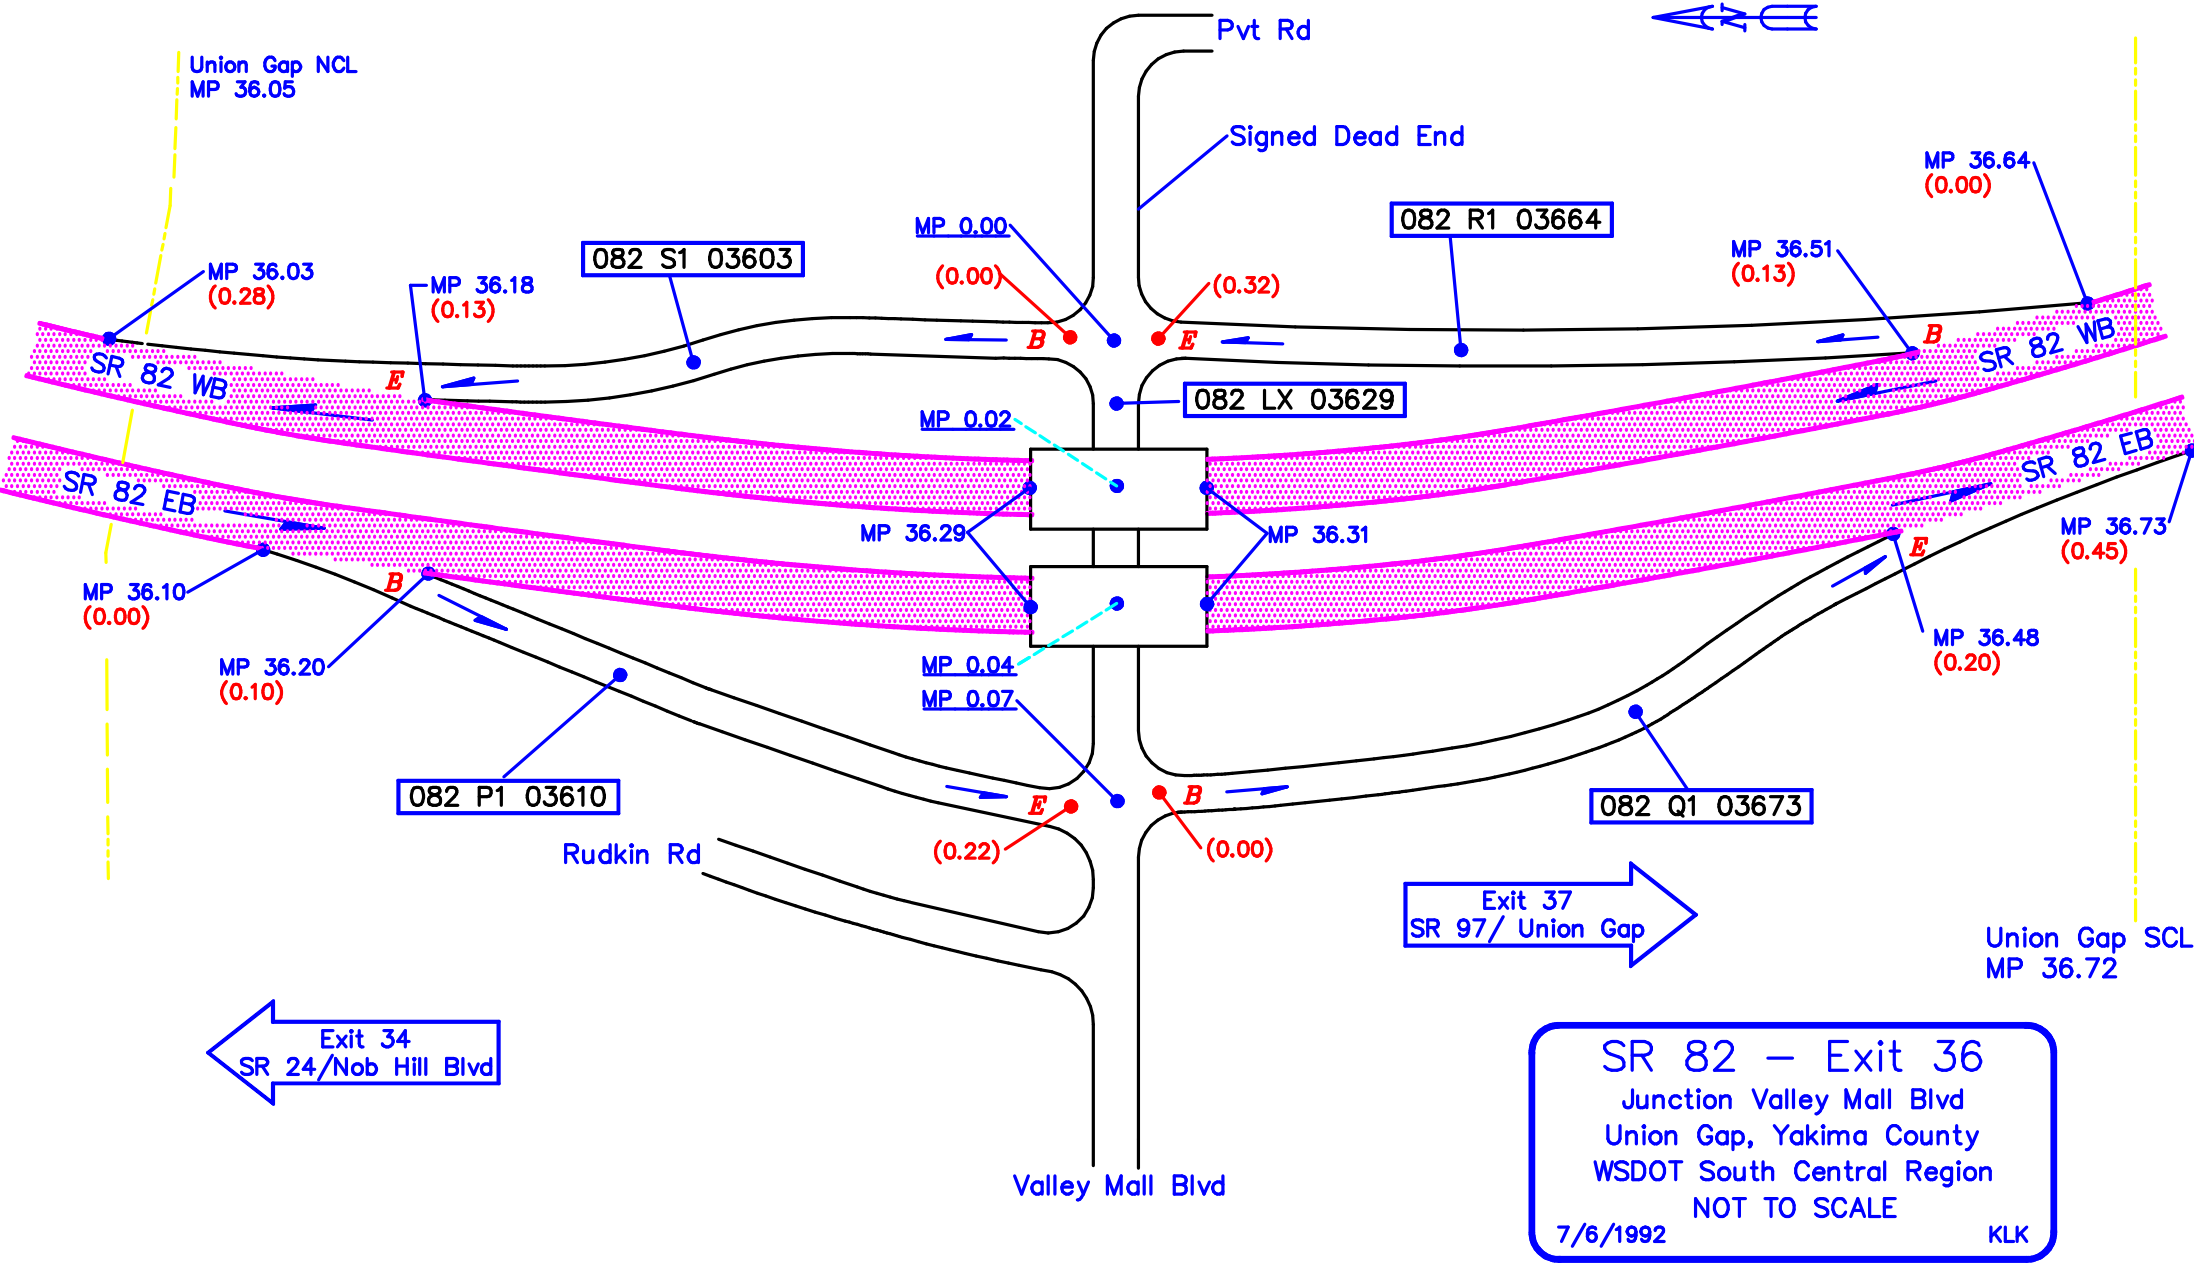 Pvt Rd
N
Union Gap NCL
MP 36.05
Signed Dead End
MP 36.64
(0.00)
MP 0.00
082 R1 03664
082 S1 03603
MP 36.51
(0.13)
MP 36.03
(0.28)
MP 36.18
(0.13)
(0.00)
(0.32)
B
E
B
SR 82 WB
SR 82 WB
E
082 LX 03629
MP 0.02
SR 82 EB
SR 82 EB
MP 36.29
MP 36.31
MP 36.73
(0.45)
E
MP 36.10
(0.00)
B
MP 36.20
(0.10)
MP 0.04
MP 36.48
(0.20)
MP 0.07
082 P1 03610
E
B
082 Q1 03673
Rudkin Rd
(0.22)
(0.00)
Exit 37
SR 97/ Union Gap
Union Gap SCL
MP 36.72
Exit 34
SR 24/Nob Hill Blvd
Valley Mall Blvd
SR 82 - Exit 36
Junction Valley Mall Blvd
Union Gap, Yakima County
WSDOT South Central Region
NOT TO SCALE
7/6/1992
KLK